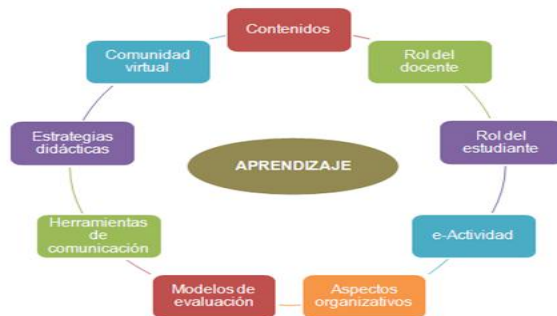 Contenidos
Rol del
docente
Rol del
estudiante
e-Actividad
Aspectos
organizativos
Modelos de
evaluación
Herramientas
de
comunicación
Estrategias
didácticas
Comunidad
virtual
APRENDIZAJE